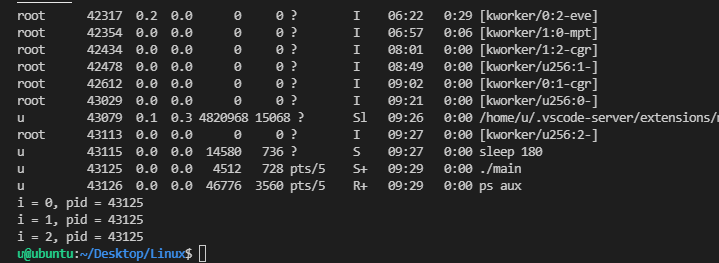 root 42317 0.2 0.0 0 0 ? I 06:22 0:29 [kworker/0:2-eve]
root 42354 0.0 0.0 0 0 ? I 06:57 0:06 [kworker/1:0-mpt]
root 42434 0.0 0.0 0 0 ? I 08:01 0:00 [kworker/1:2-cgr]
root 42478 0.0 0.0 0 0 ? I 08:49 0:00 [kworker/u256:1-]
root 42612 0.0 0.0 0 0 ? I 09:02 0:00 [kworker/0:1-cgr]
root 43029 0.0 0.0 0 0 ? I 09:21 0:00 [kworker/u256:0-]
u 43079 0.1 0.3 4820968 15068 ? Sl 09:26 0:00 /home/u/.vscode-server/extensions/
root 43113 0.0 0.0 0 0 ? I 09:27 0:00 [kworker/u256:2-]
u 43115 0.0 0.0 14580 736 ? S 09:27 0:00 sleep 180
u 43125 0.0 0.0 4512 728 pts/5 S+ 09:29 0:00 ./main
u 43126 0.0 0.0 46776 3560 pts/5 R+ 09:29 0:00 ps aux
i = 0, pid = 43125
i = 1, pid = 43125
i = 2, pid = 43125
u@ubuntu:~/Desktop/Linux$